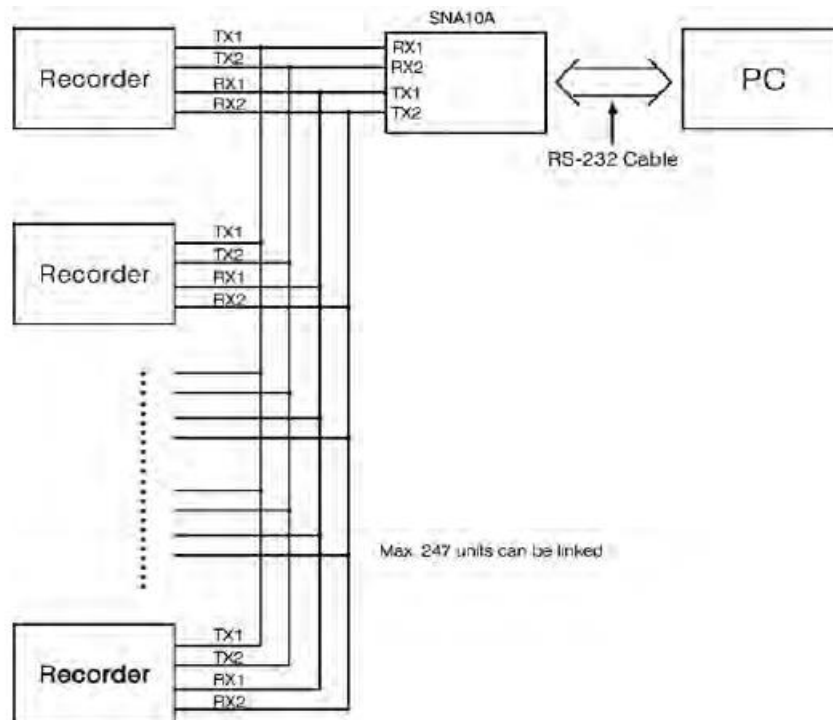 SNA10A
TX1
TX2
RX1
RX2
Recorder
RX1
RX2
TX1
TX2
PC
RS-232 Cable
TX1
TX2
RX1
RX2
Recorder
Max. 247 units can be linked
TX1
TX2
RX1
RX2
Recorder